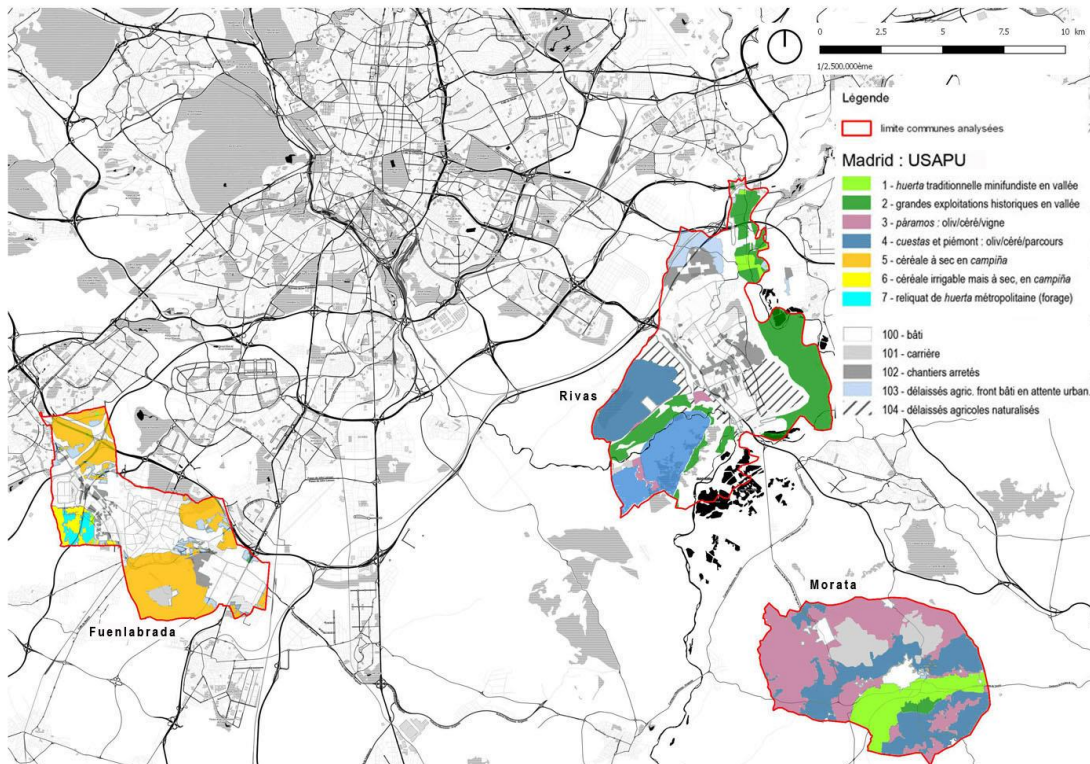 0 2.5 5 7.5 10 km
1/2.500.000ème
Légende
limite communes analysées
Madrid : USAPU
1 - huerta traditionnelle minifundiste en vallée
2 - grandes exploitations historiques en vallée
3 - pàramos : oliv/céré/vigne
4 - cuestas et piémont : oliv/céré/parcours
5 - céréale à sec en campiña
6 - céréale irrigable mais à sec, en campiña
7 - reliquat de huerta métropolitaine (forage)
100 - bâti
101 - carrière
102 - chantiers arretés
103 - délaissés agric. front bâti en attente urban.
104 - délaissés agricoles naturalisés
Rivas
Morata
Fuenlabrada